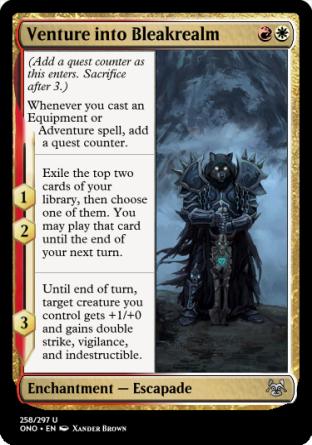 Venture into Bleakrealm
(Add a quest counter as
this enters. Sacrifice
after 3.)
Whenever you cast an
Equipment or
Adventure spell, add
a quest counter.
1
2
Exile the top two
cards of your
library, then choose
one of them. You
may play that card
until the end of
your next turn.
3
Until end of turn,
target creature you
control gets +1/+0
and gains double
strike, vigilance,
and indestructible.
Enchantment — Escapade
258/297 U
ONO • EN Xander Brown